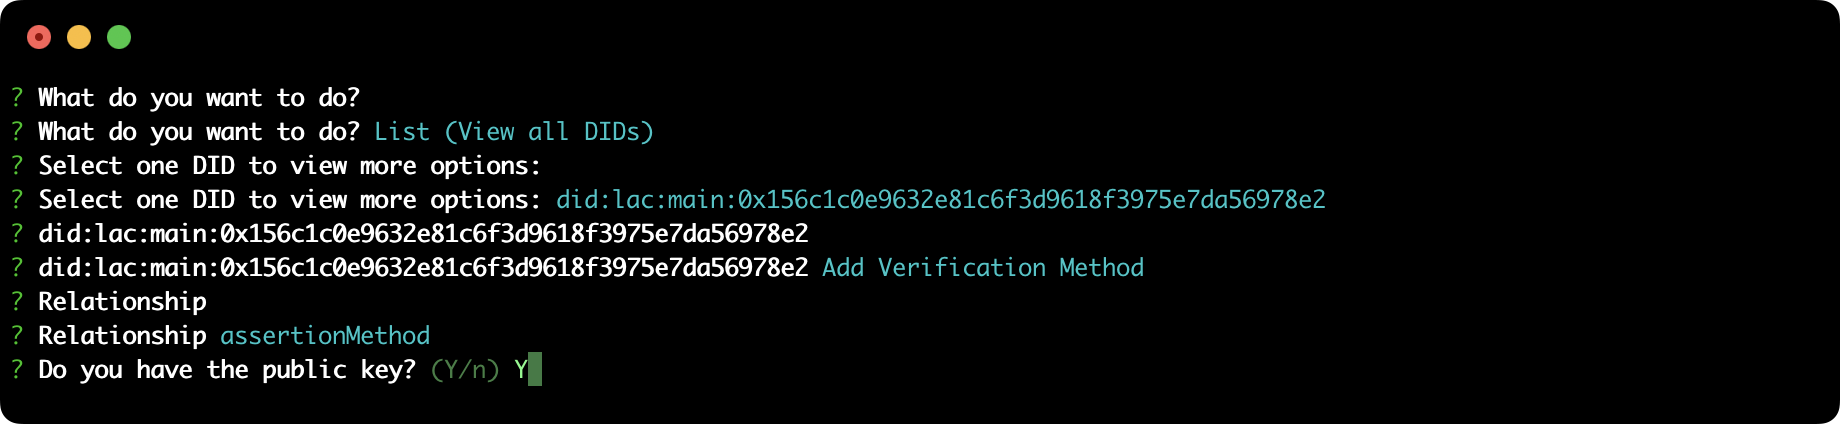 ? What do you want to do?
? What do you want to do? List (View all DIDs)
? Select one DID to view more options:
? Select one DID to view more options: did:lac:main:0x156c1c0e9632e81c6f3d9618f3975e7da56978e2
? did:lac:main:0x156c1c0e9632e81c6f3d9618f3975e7da56978e2
? did:lac:main:0x156c1c0e9632e81c6f3d9618f3975e7da56978e2 Add Verification Method
? Relationship
? Relationship assertionMethod
? Do you have the public key? (Y/n) Y